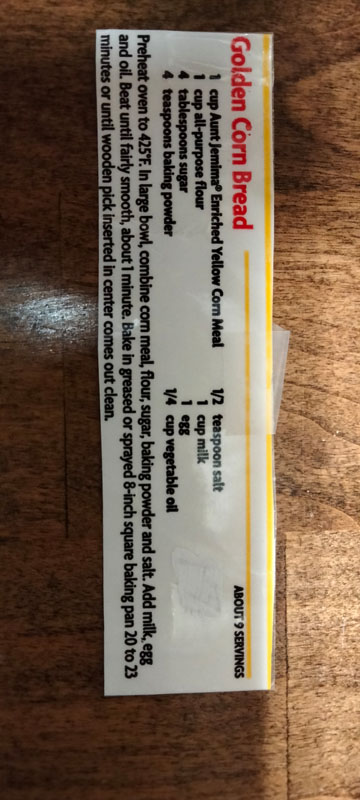 Golden Corn Bread
ABOUT 9 SERVINGS
1 cup Aunt Jemima® Enriched Yellow Corn Meal
1 cup all-purpose flour
4 tablespoons sugar
4 teaspoons baking powder
1/2 teaspoon salt
1 cup milk
1 egg
1/4 cup vegetable oil
Preheat oven to 425°F. In large bowl, combine corn meal, flour, sugar, baking powder and salt. Add milk, egg
and oil. Beat until fairly smooth, about 1 minute. Bake in greased or sprayed 8-inch square baking pan 20 to 23
minutes or until wooden pick inserted in center comes out clean.